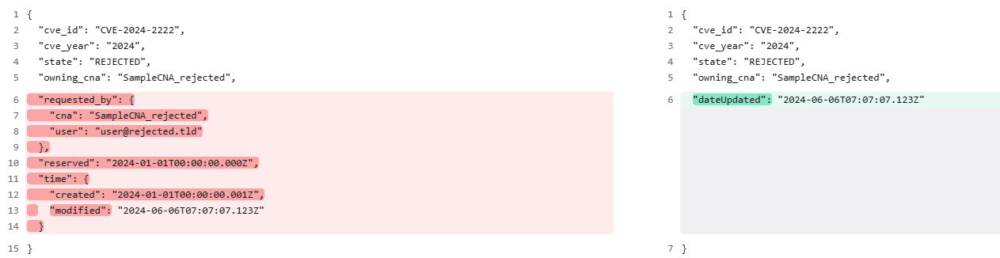 1 {
2   "cve_id": "CVE-2024-2222",
3   "cve_year": "2024",
4   "state": "REJECTED",
5   "owning_cna": "SampleCNA_rejected",
6   "requested_by": {
7     "cna": "SampleCNA_rejected",
8     "user": "user@rejected.tld"
9   },
10   "reserved": "2024-01-01T00:00:00.000Z",
11   "time": {
12     "created": "2024-01-01T00:00:00.001Z",
13     "modified": "2024-06-06T07:07:07.123Z"
14   }
15 }
1 {
2   "cve_id": "CVE-2024-2222",
3   "cve_year": "2024",
4   "state": "REJECTED",
5   "owning_cna": "SampleCNA_rejected",
6   "dateUpdated": "2024-06-06T07:07:07.123Z"
7 }